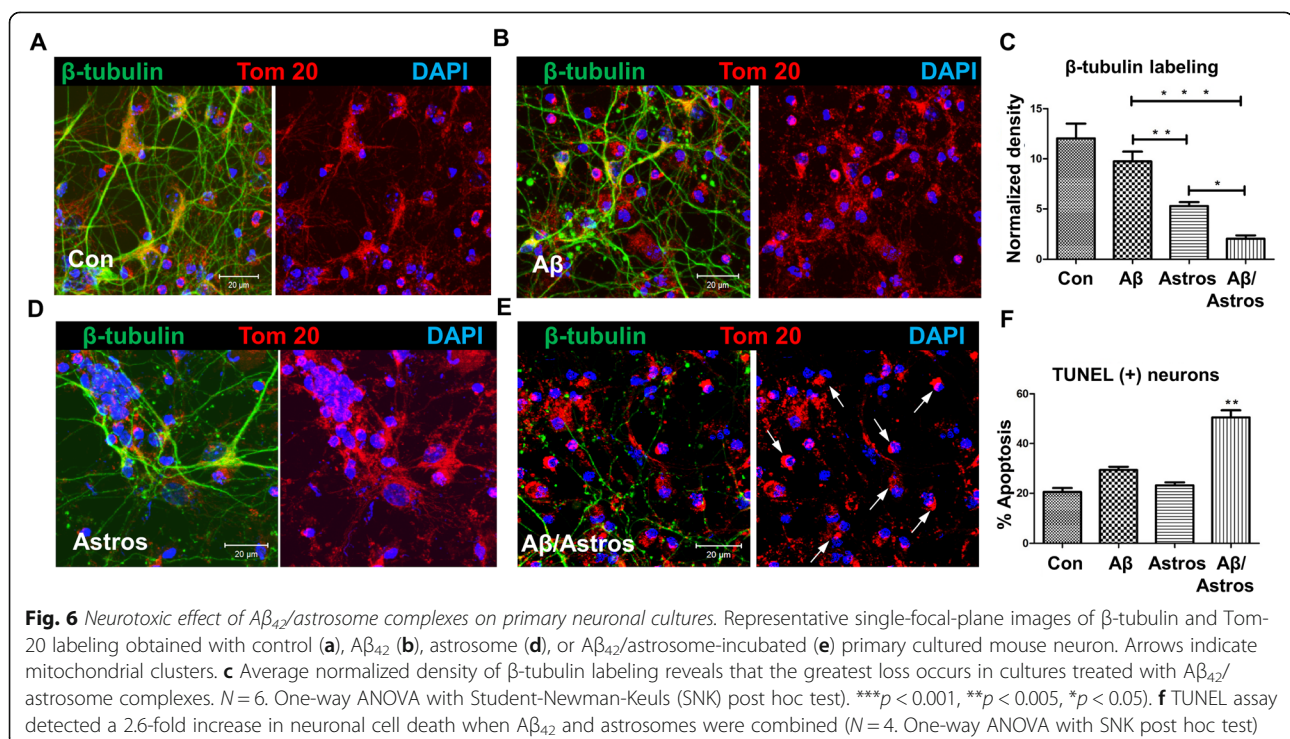 A
β-tubulin Tom 20 DAPI
Con
20 µm
B
β-tubulin Tom 20 DAPI
Aβ
20 µm
C
β-tubulin labeling
Normalized density
15
10
5
0
* * *
* *
*
Con Aβ Astros Aβ/
Astros
D
β-tubulin Tom 20 DAPI
Astros
20 µm
E
β-tubulin Tom 20 DAPI
Aβ/Astros
20 µm
F
TUNEL (+) neurons
% Apoptosis
60
40
20
0
**
Con Aβ Astros Aβ/
Astros
Fig. 6 Neurotoxic effect of Aβ42/astrosome complexes on primary neuronal cultures. Representative single-focal-plane images of β-tubulin and Tom-
20 labeling obtained with control (a), Aβ42 (b), astrosome (d), or Aβ42/astrosome-incubated (e) primary cultured mouse neuron. Arrows indicate
mitochondrial clusters. c Average normalized density of β-tubulin labeling reveals that the greatest loss occurs in cultures treated with Aβ42/
astrosome complexes. N = 6. One-way ANOVA with Student-Newman-Keuls (SNK) post hoc test). ***p < 0.001, **p < 0.005, *p < 0.05). f TUNEL assay
detected a 2.6-fold increase in neuronal cell death when Aβ42 and astrosomes were combined (N = 4. One-way ANOVA with SNK post hoc test)